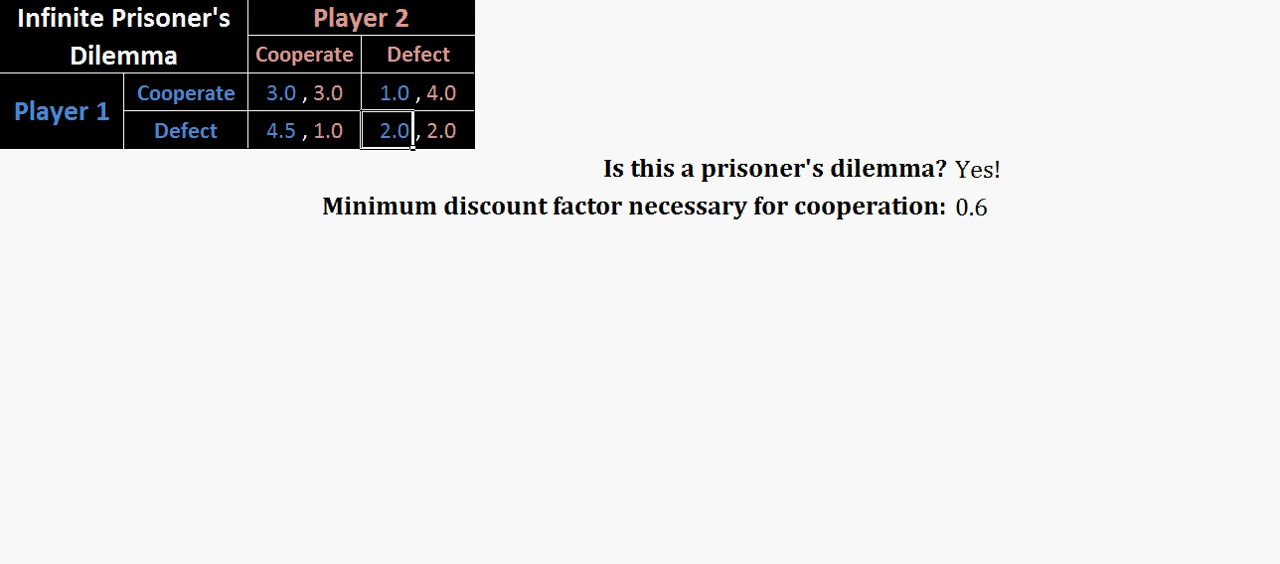 Infinite Prisoner's
Dilemma
Player 2
Cooperate Defect
Player 1
Cooperate 3.0 , 3.0 1.0 , 4.0
Defect 4.5 , 1.0 2.0 , 2.0
Is this a prisoner's dilemma? Yes!
Minimum discount factor necessary for cooperation: 0.6